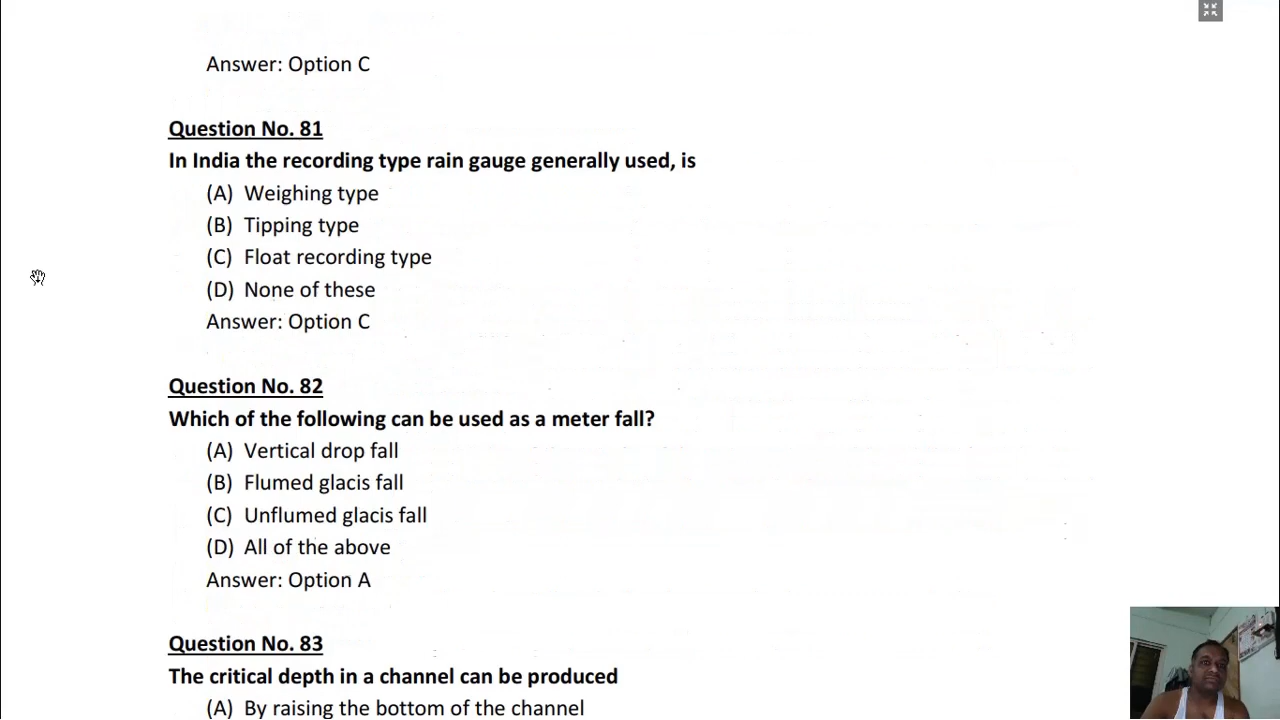 Answer: Option C
Question No. 81
In India the recording type rain gauge generally used, is
(A) Weighing type
(B) Tipping type
(C) Float recording type
(D) None of these
Answer: Option C
Question No. 82
Which of the following can be used as a meter fall?
(A) Vertical drop fall
(B) Flumed glacis fall
(C) Unflumed glacis fall
(D) All of the above
Answer: Option A
Question No. 83
The critical depth in a channel can be produced
(A) By raising the bottom of the channel